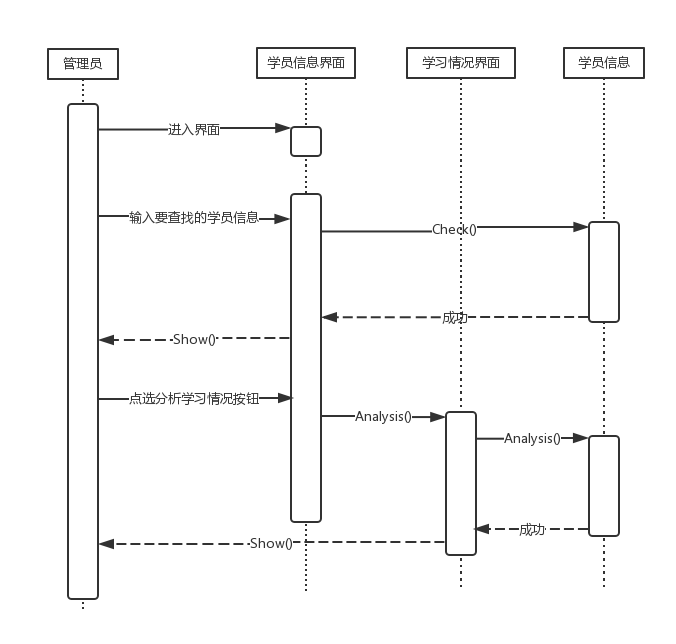 管理员
学员信息界面
学习情况界面
学员信息
进入界面
输入要查找的学员信息
Check()
成功
Show()
点选分析学习情况按钮
Analysis()
Analysis()
成功
Show()